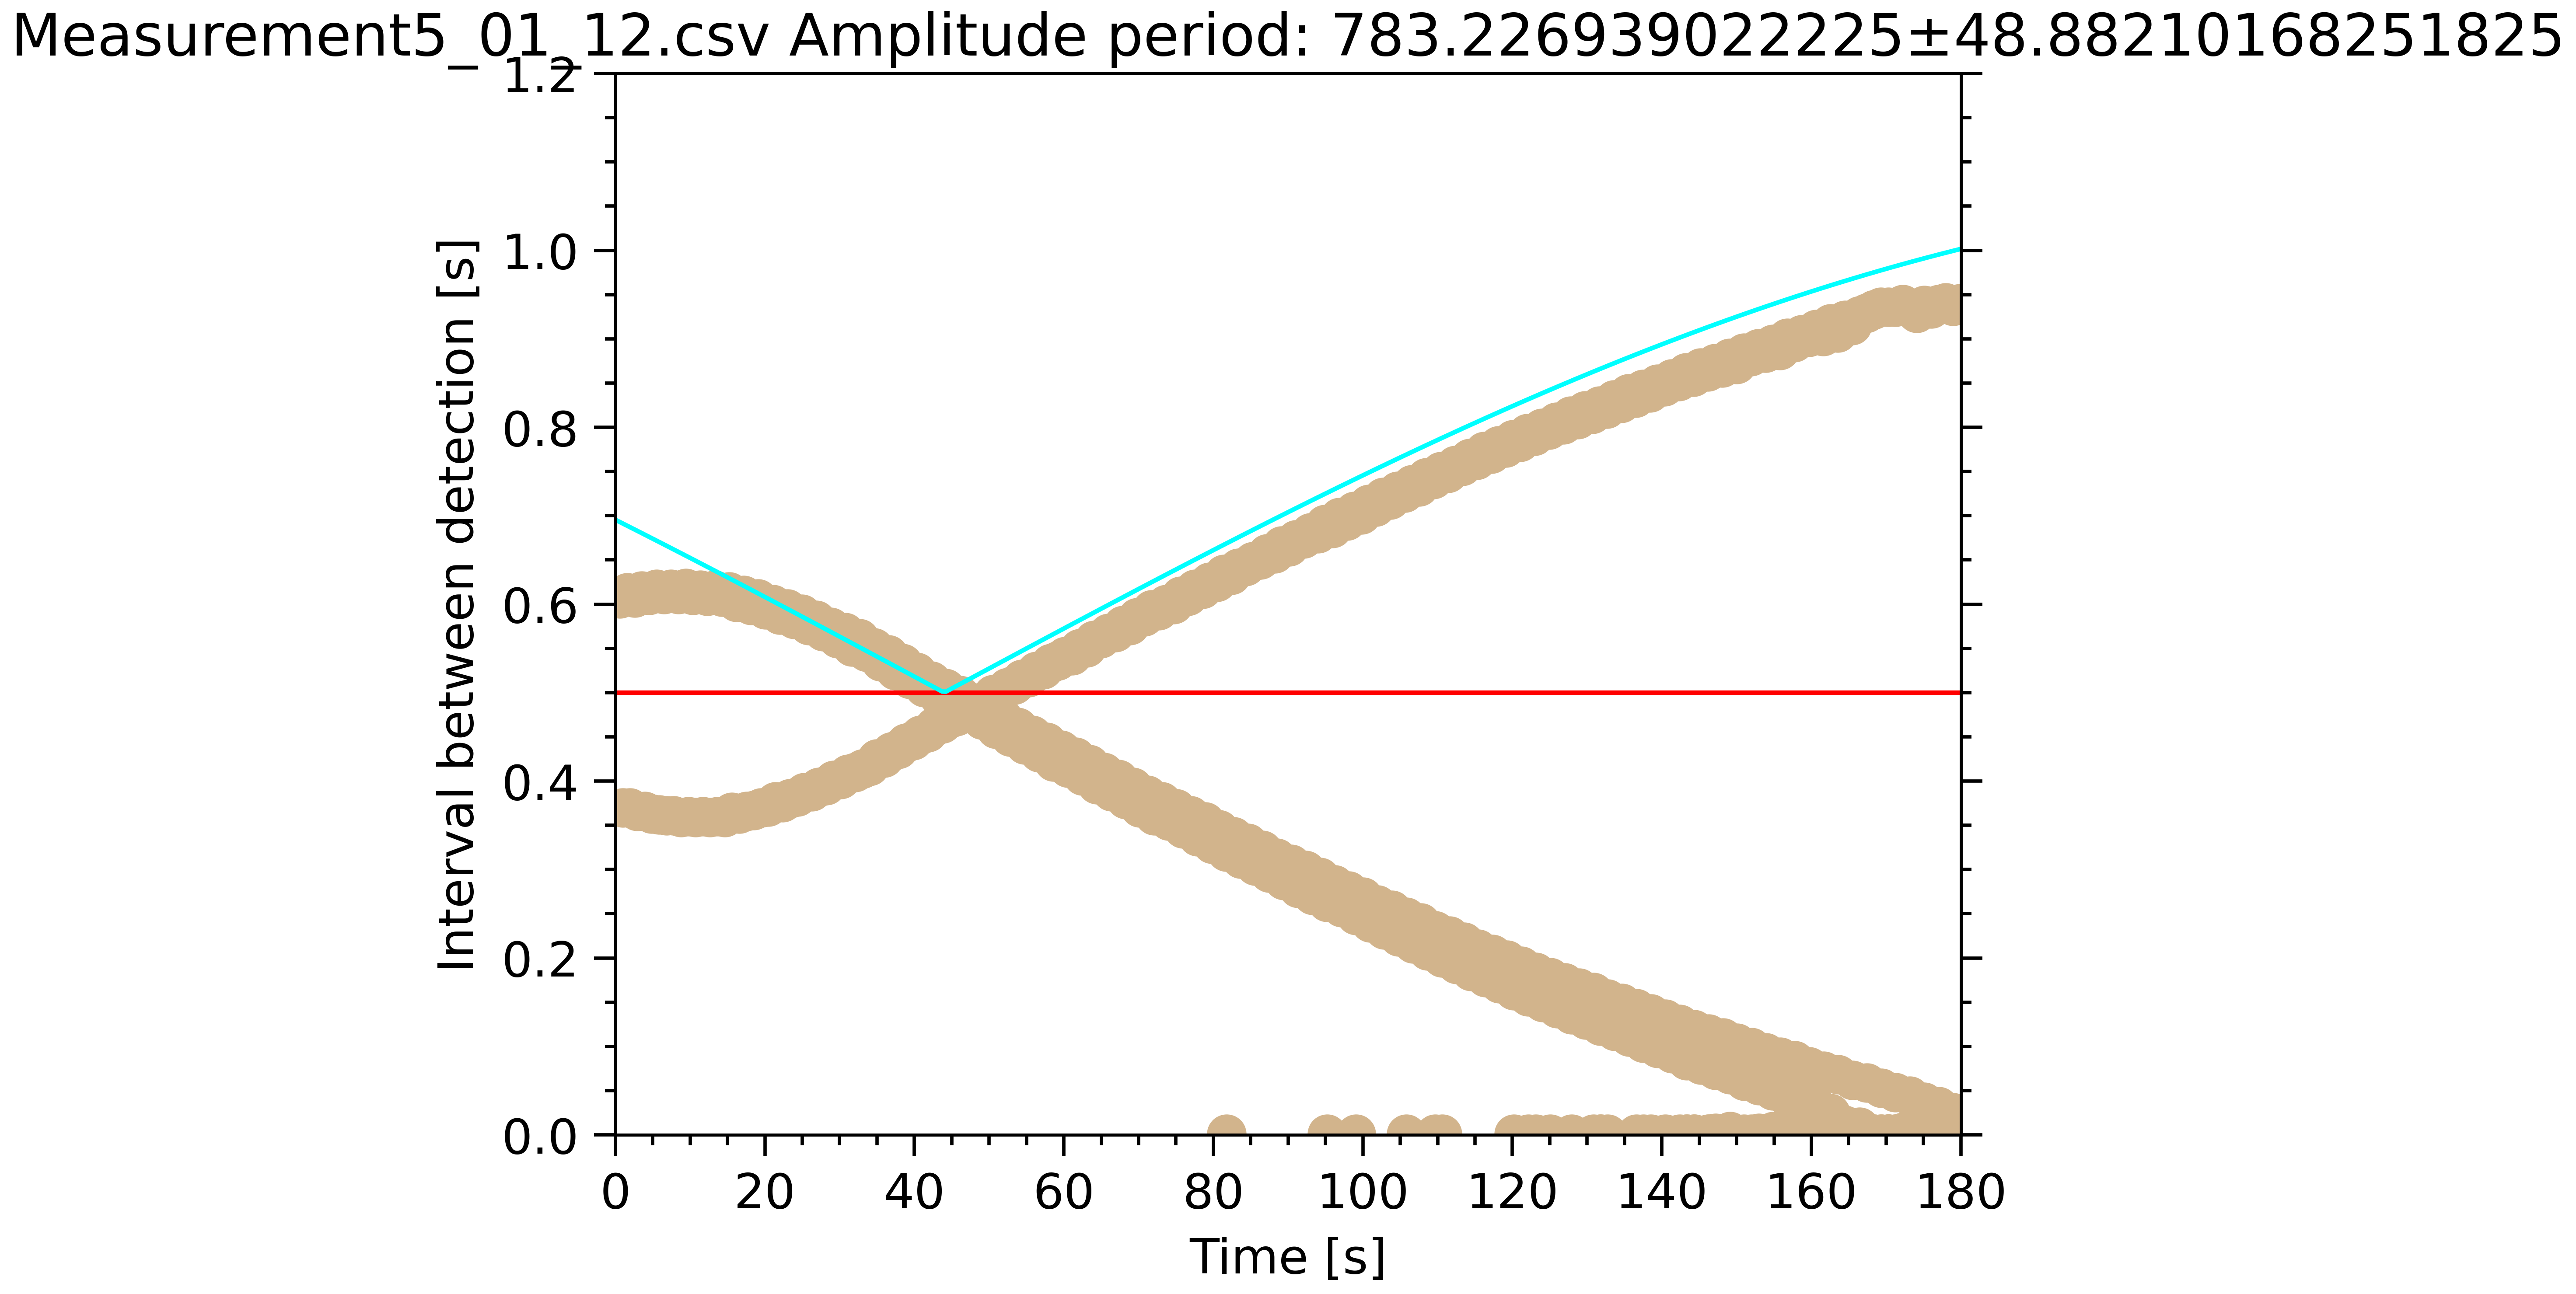 Measurement5_01_12.csv Amplitude period: 783.226939022225±48.88210168251825
1.2
1.0
0.8
0.6
0.4
0.2
0.0
Interval between detection [s]
0 20 40 60 80 100 120 140 160 180
Time [s]